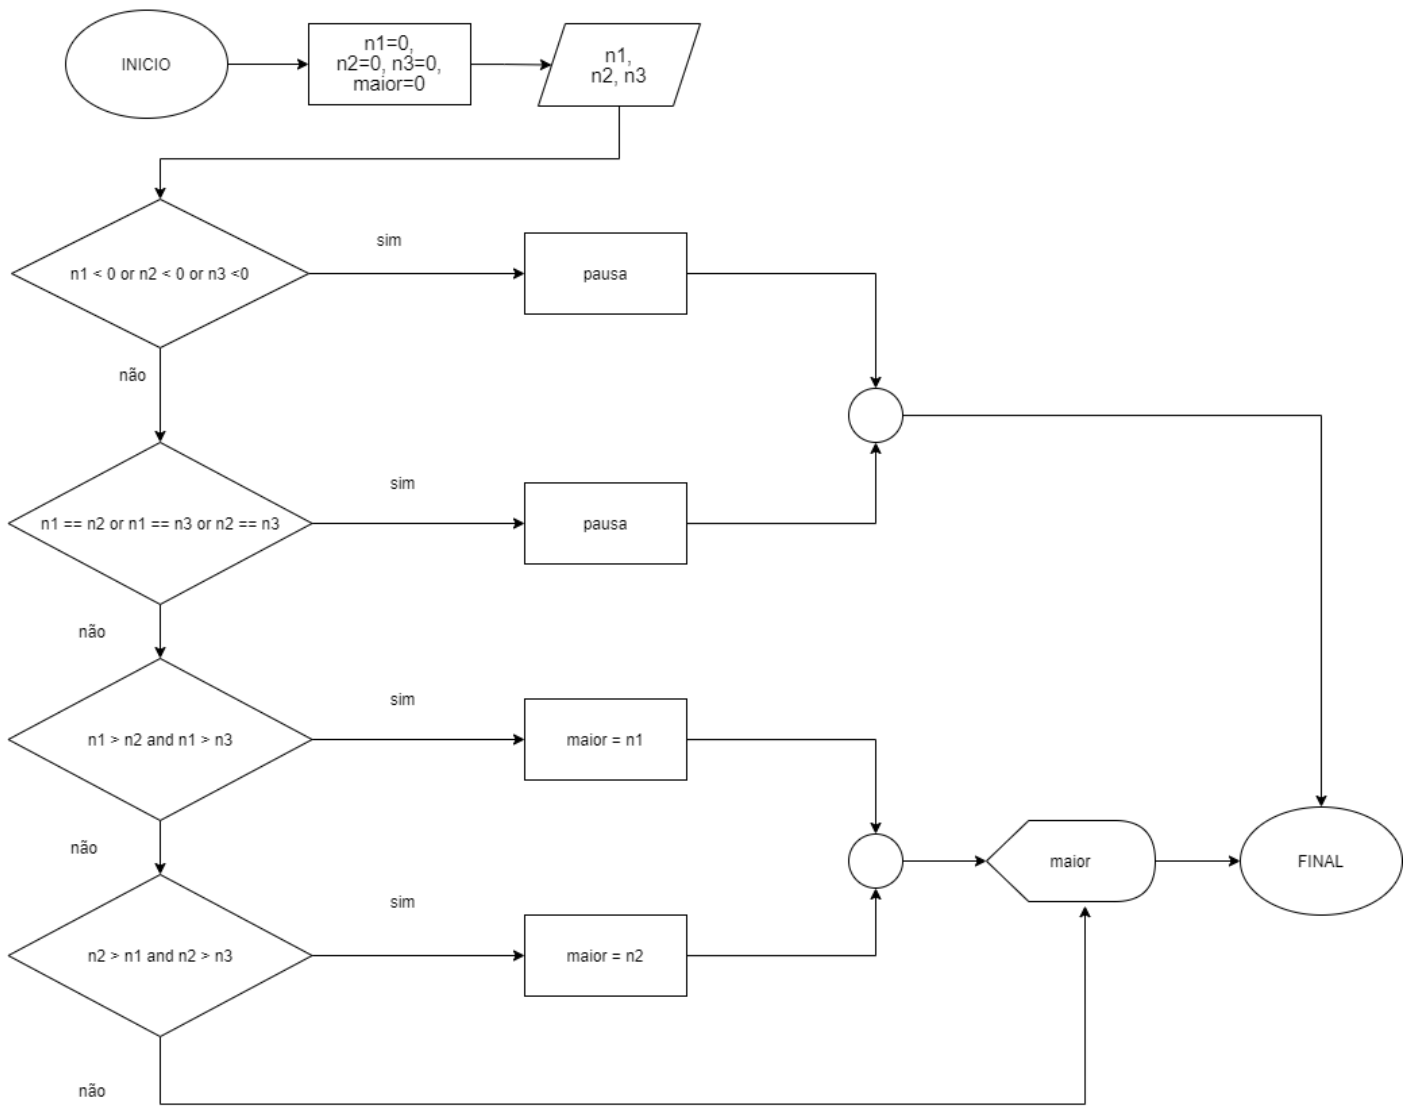 INICIO
n1=0,
n2=0, n3=0,
maior=0
n1,
n2, n3
n1 < 0 or n2 < 0 or n3 <0
sim
pausa
não
n1 == n2 or n1 == n3 or n2 == n3
sim
pausa
não
n1 > n2 and n1 > n3
sim
maior = n1
não
n2 > n1 and n2 > n3
sim
maior = n2
maior
FINAL
não